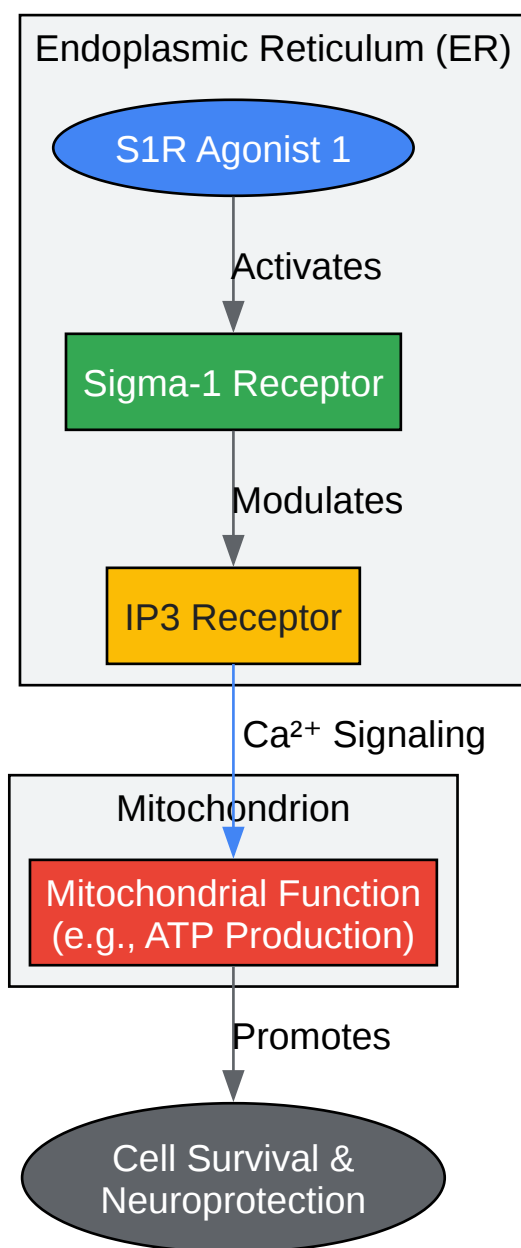 Endoplasmic Reticulum (ER)
S1R Agonist 1
Activates
Sigma-1 Receptor
Modulates
IP3 Receptor
Ca²⁺ Signaling
Mitochondrion
Mitochondrial Function
(e.g., ATP Production)
Promotes
Cell Survival &
Neuroprotection